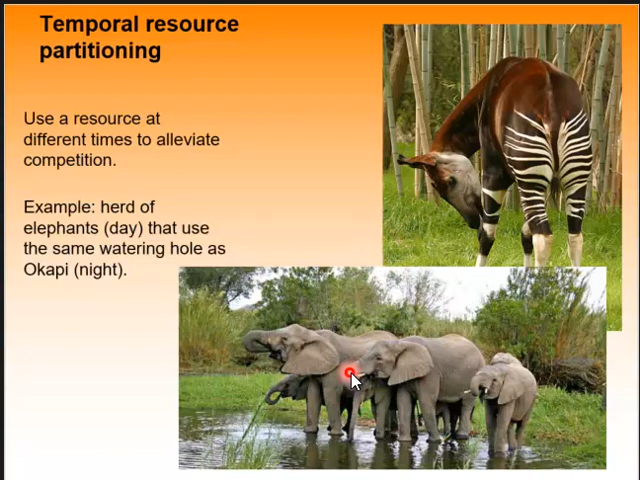 Temporal resource
partitioning
Use a resource at
different times to alleviate
competition.
Example: herd of
elephants (day) that use
the same watering hole as
Okapi (night).